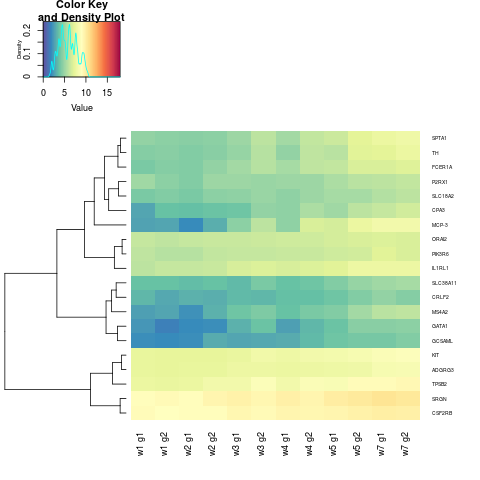 Color Key
and Density Plot
Density
0 0.1 0.2
0 5 10 15
Value
SPTA1
TH
FCER1A
P2RX1
SLC18A2
CPA3
MCP-3
ORAI2
PIK3R6
IL1RL1
SLC38A11
CRLF2
MS4A2
GATA1
GCSAML
KIT
ADGRG3
TPSB2
SRGN
CSF2RB
w1 g1 w1 g2 w2 g1 w2 g2 w3 g1 w3 g2 w4 g1 w4 g2 w5 g1 w5 g2 w7 g1 w7 g2